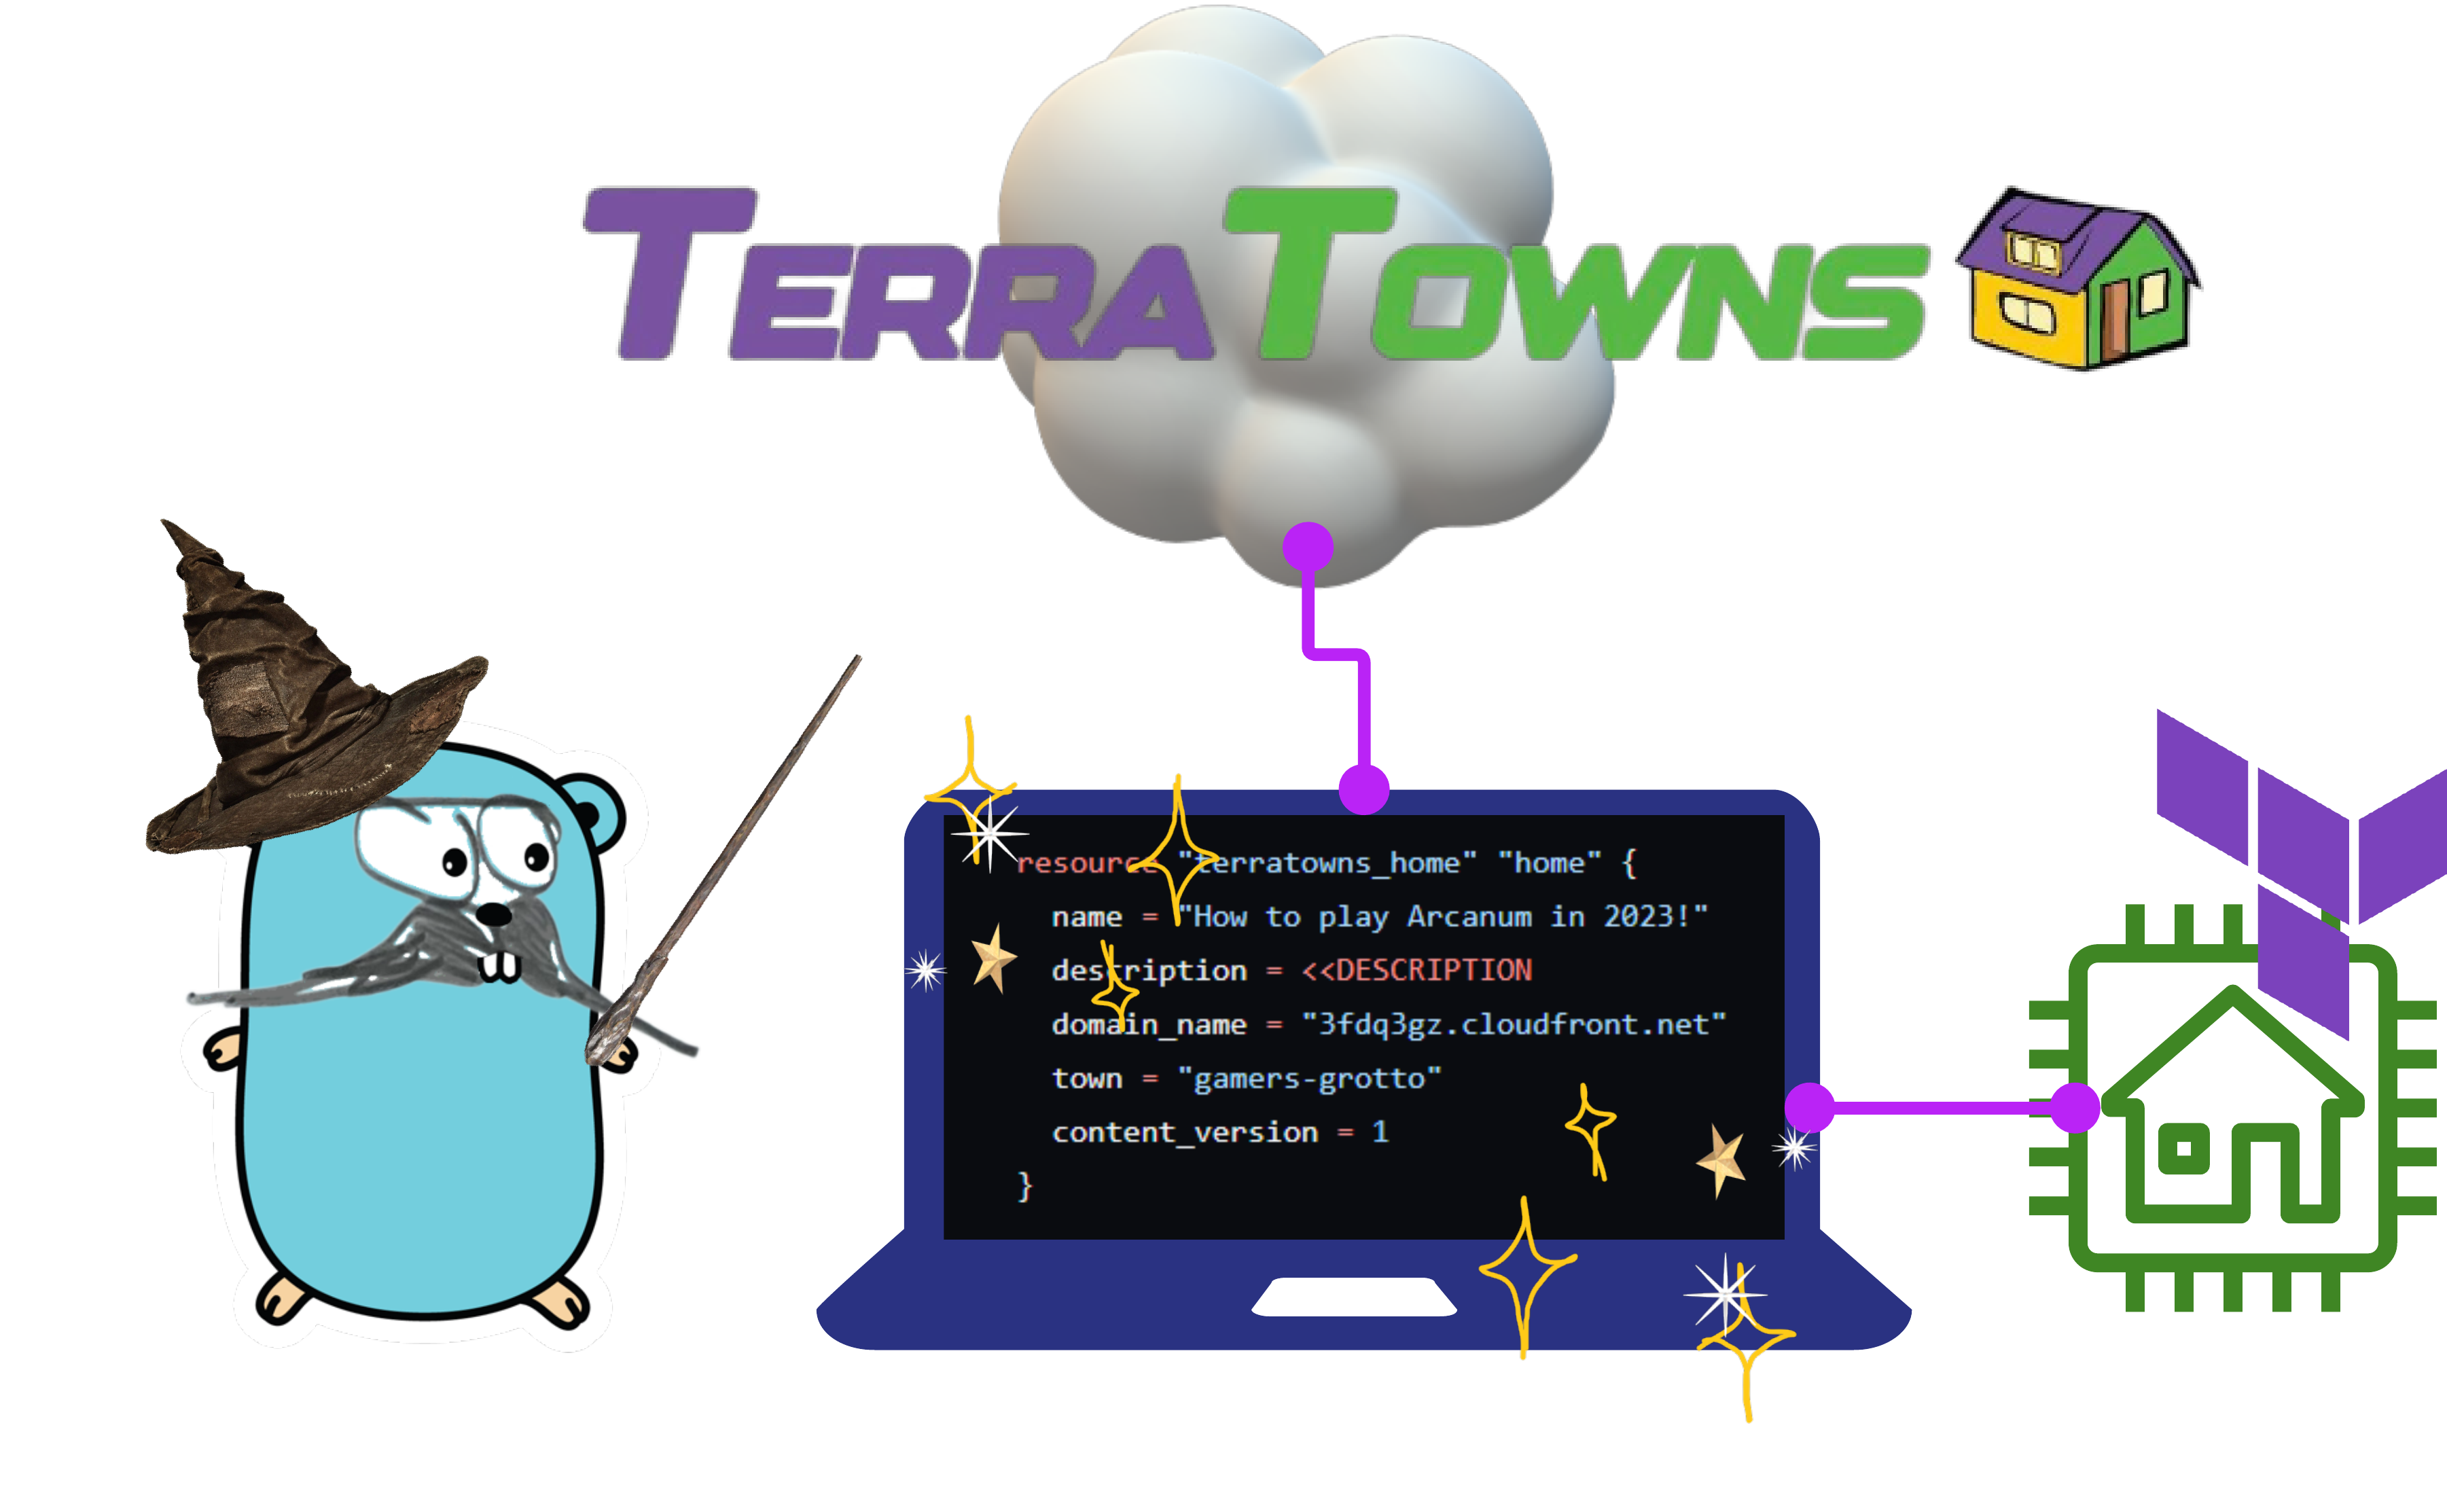 TERRATOWNS
resource "terratowns_home" "home" {
name = "How to play Arcanum in 2023!"
description = <<DESCRIPTION
domain_name = "3fdq3gz.cloudfront.net"
town = "gamers-grotto"
content_version = 1
}